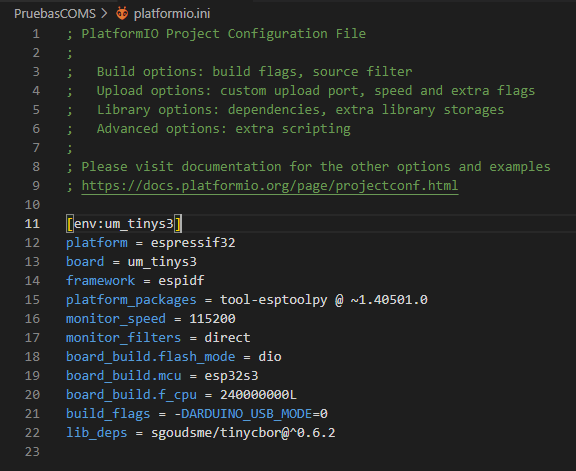 PruebasCOMS > platformio.ini
1 ; PlatformIO Project Configuration File
2 ;
3 ;   Build options: build flags, source filter
4 ;   Upload options: custom upload port, speed and extra flags
5 ;   Library options: dependencies, extra library storages
6 ;   Advanced options: extra scripting
7 ;
8 ; Please visit documentation for the other options and examples
9 ; https://docs.platformio.org/page/projectconf.html
10
11 [env:um_tinys3]
12 platform = espressif32
13 board = um_tinys3
14 framework = espidf
15 platform_packages = tool-esptoolpy @ ~1.40501.0
16 monitor_speed = 115200
17 monitor_filters = direct
18 board_build.flash_mode = dio
19 board_build.mcu = esp32s3
20 board_build.f_cpu = 240000000L
21 build_flags = -DARDUINO_USB_MODE=0
22 lib_deps = sgoudsme/tinycbor@^0.6.2
23